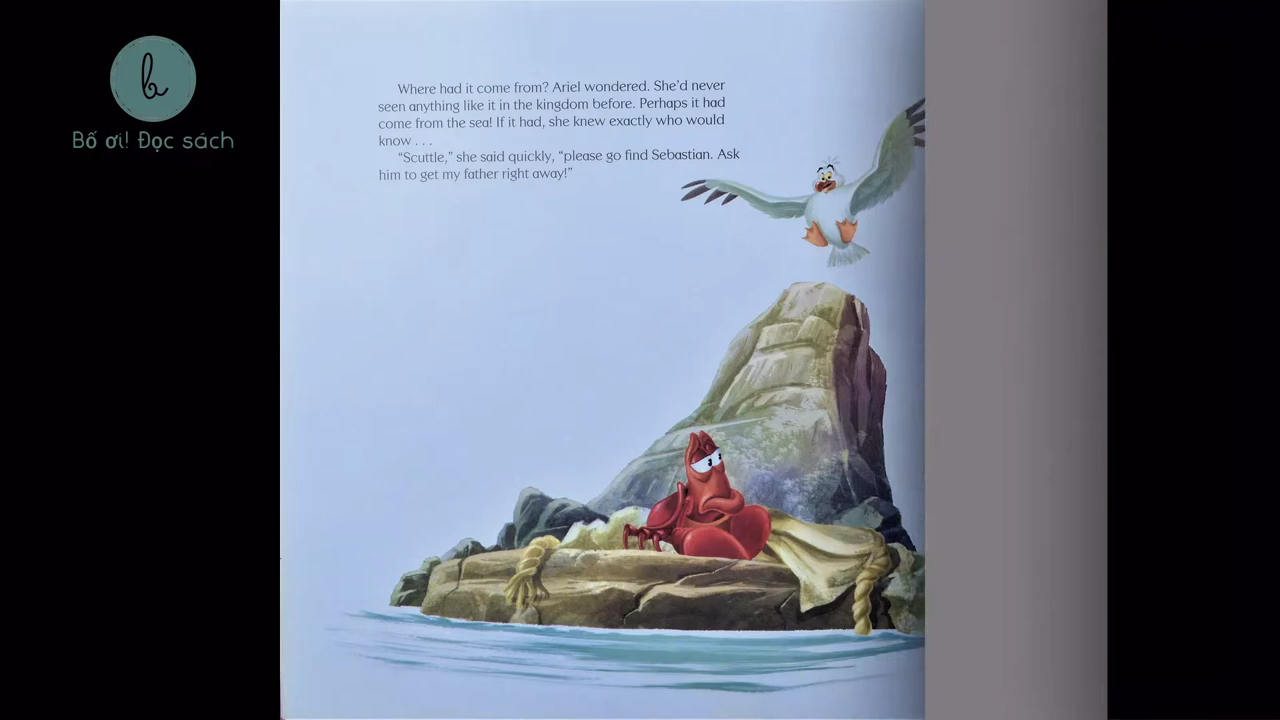 b
Bố ơi! Đọc sách
Where had it come from? Ariel wondered. She’d never
seen anything like it in the kingdom before. Perhaps it had
come from the sea! If it had, she knew exactly who would
know . . .
“Scuttle,” she said quickly, “please go find Sebastian. Ask
him to get my father right away!”